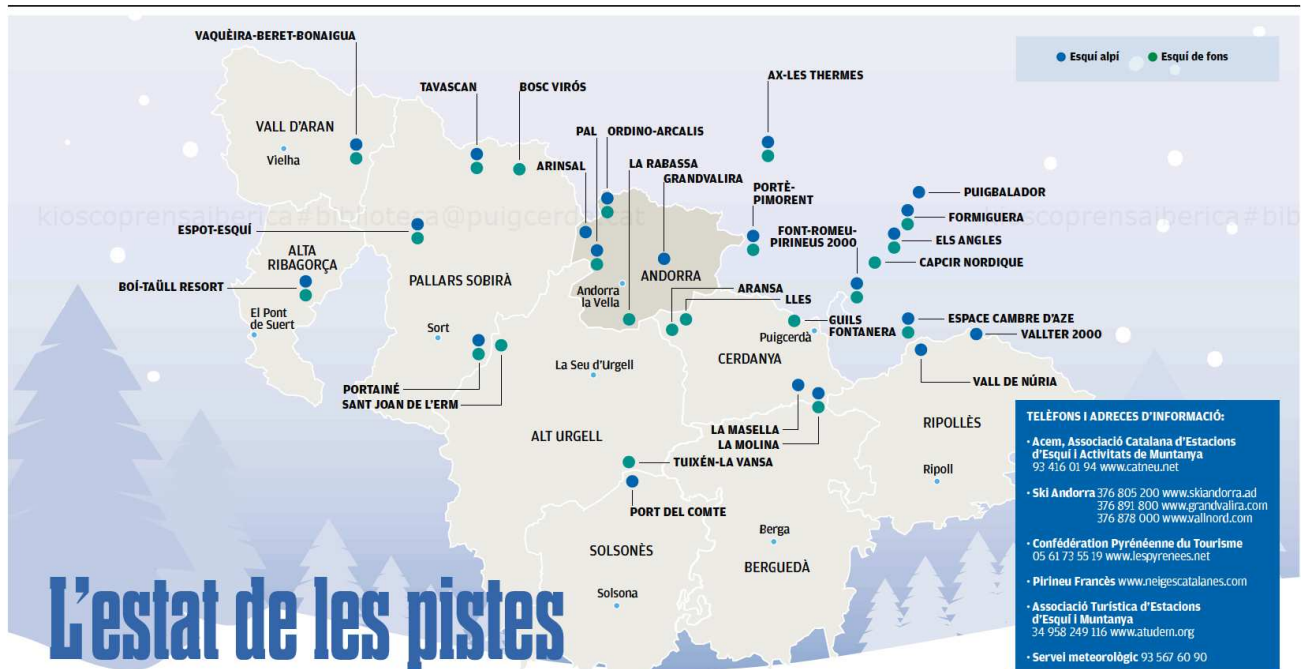 VAQUÈIRA-BERET-BONAIGUA
Esquí alpí
Esquí de fons
TAVASCAN
BOSC VIRÓS
AX-LES THERMES
VALL D'ARAN
Vielha
PAL
ORDINO-ARCALIS
ARINSAL
LA RABASSA
GRANDVALIRA
PORTÈ-
PIMORENT
PUIGBALADOR
kioscoprensaiberica#biblioteca@puigcerda.cat
kioscoprensaiberica#bib
FORMIGUERA
ESPOT-ESQUÍ
FONT-ROMEU-
PIRINEUS 2000
ELS ANGLES
ALTA
RIBAGORÇA
CAPCIR NORDIQUE
PALLARS SOBIRÀ
ANDORRA
Andorra
la Vella
BOÍ-TAÜLL RESORT
ARANSA
LLES
El Pont
de Suert
GUILS
FONTANERA
ESPACE CAMBRE D'AZE
Sort
Puigcerdà
VALLTER 2000
CERDANYA
La Seu d'Urgell
VALL DE NÚRIA
PORTAINÉ
SANT JOAN DE L'ERM
LA MASELLA
LA MOLINA
ALT URGELL
RIPOLLÈS
TUIXÉN-LA VANSA
Ripoll
PORT DEL COMTE
Berga
SOLSONÈS
BERGUEDÀ
Solsona
L'estat de les pistes
TELÈFONS I ADRECES D'INFORMACIÓ:
· Acem, Associació Catalana d'Estacions
d'Esquí i Activitats de Muntanya
93 416 01 94 www.catneu.net
· Ski Andorra 376 805 200 www.skiandorra.ad
376 891 800 www.grandvalira.com
376 878 000 www.vallnord.com
· Confédération Pyrénéenne du Tourisme
05 61 73 55 19 www.lespyrenees.net
· Pirineu Francès www.neigescatalanes.com
· Associació Turística d'Estacions
d'Esquí i Muntanya
34 958 249 116 www.atudem.org
· Servei meteorològic 93 567 60 90